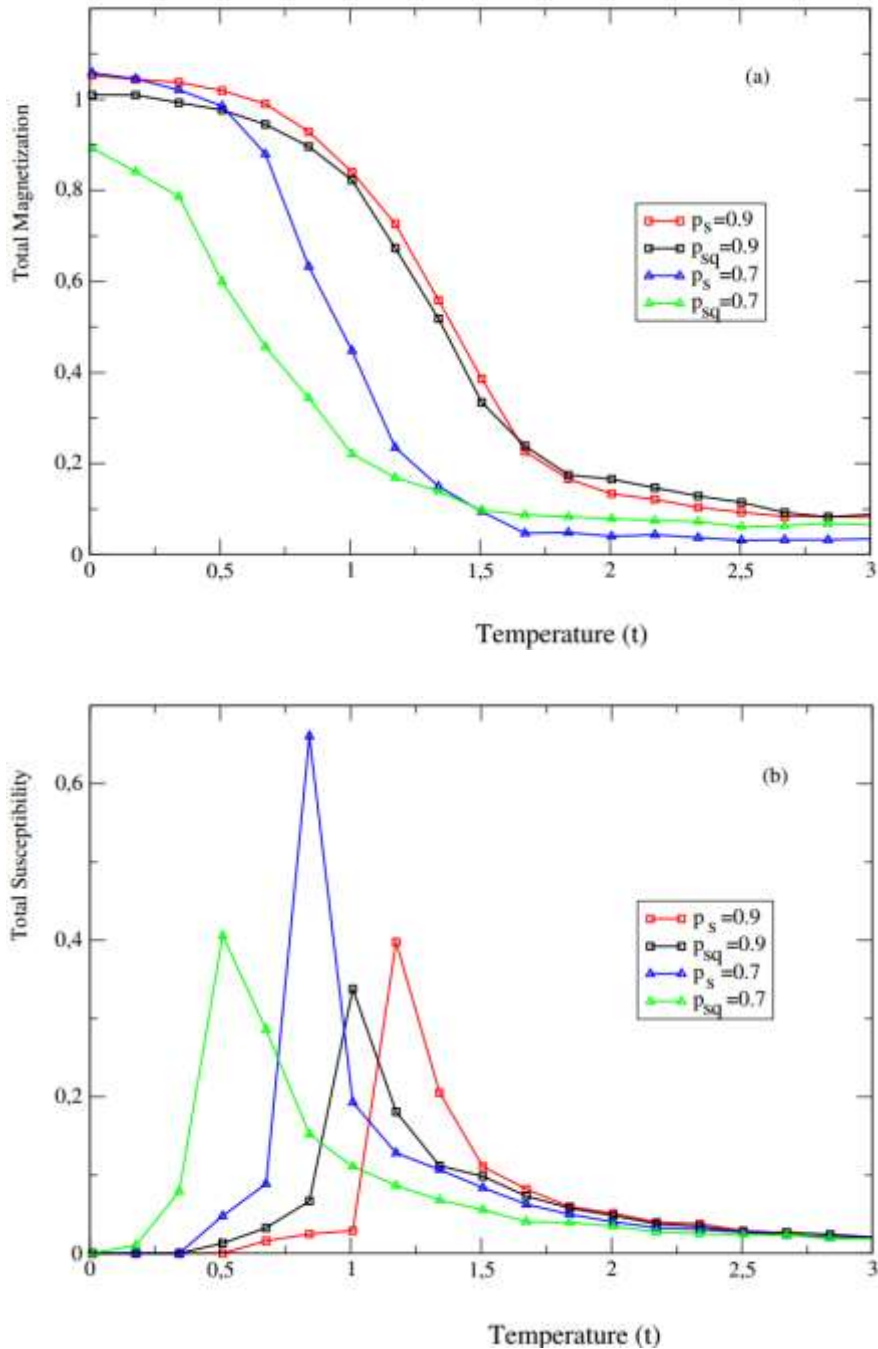 (a)
Total Magnetization
1
0,8
0,6
0,4
0,2
0
p_s=0.9
p_sq=0.9
p_s=0.7
p_sq=0.7
0 0,5 1 1,5 2 2,5 3
Temperature (t)
(b)
Total Susceptibility
0,6
0,4
0,2
0
p_s=0.9
p_sq=0.9
p_s=0.7
p_sq=0.7
0 0,5 1 1,5 2 2,5 3
Temperature (t)